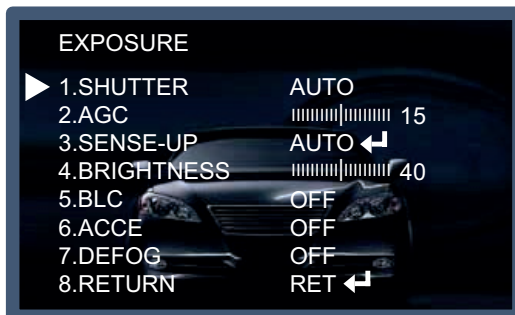 EXPOSURE
1.SHUTTER AUTO
2.AGC 15
3.SENSE-UP AUTO
4.BRIGHTNESS 40
5.BLC OFF
6.ACCE OFF
7.DEFOG OFF
8.RETURN RET